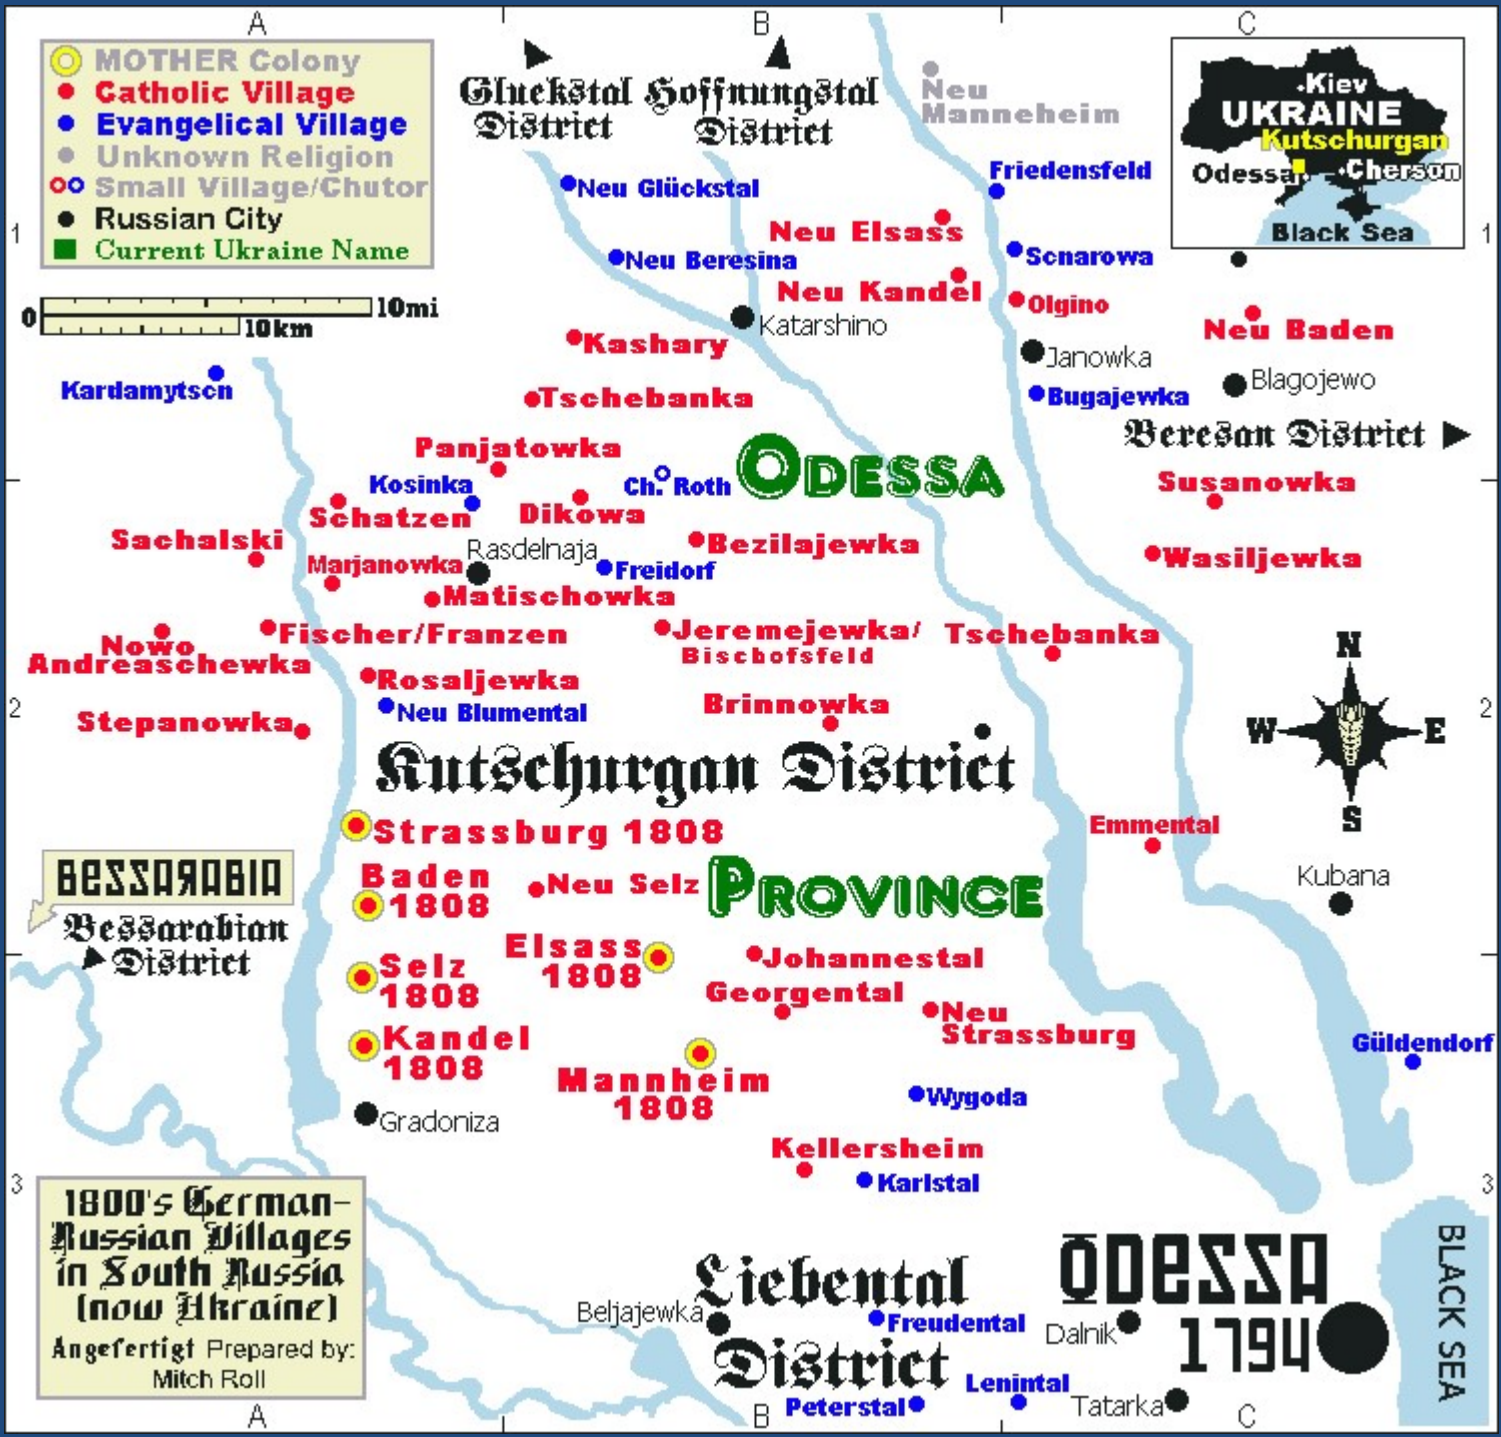 A
B
C
MOTHER Colony
Catholic Village
Evangelical Village
Unknown Religion
Small Village/Chutor
Russian City
Current Ukraine Name
0
10mi
10km
Gluckstal
District
Hoffnungstal
District
Neu
Manneheim
Kiev
UKRAINE
Kutschurgan
Odessa
Cherson
Black Sea
1
1
Friedensfeld
Neu Glückstal
Neu Elsass
Neu Beresina
Scnarowa
Neu Kandel
Olgino
Katarshino
Neu Baden
Kashary
Janowka
Kardamytscn
Blagojewo
Tschebanka
Bugajewka
Beresan District
Panjatowka
ODESSA
Kosinka
Ch. Roth
Susanowka
Schatzen
Dikowa
Sachalski
Rasdelnaja
Bezilajewka
Wasiljewka
Marjanowka
Freidorf
Matischowka
Nowo
Andreaschewka
Fischer/Franzen
Jeremejewka/
Bischofsfeld
Tschebanka
N
W
E
S
Rosaljewka
2
2
Neu Blumental
Brinnowka
Stepanowka
Kutschurgan District
Strassburg 1808
Emmental
BESSARABIA
Baden
1808
Neu Selz
PROVINCE
Kubana
Bessarabian
District
Elsass
1808
Johannestal
Selz
1808
Georgental
Neu
Strassburg
Kandel
1808
Güldendorf
Mannheim
1808
Wygoda
Gradoniza
Kellersheim
Karlstal
3
3
1800's German-
Russian Villages
in South Russia
(now Ukraine)
Angefertigt Prepared by:
Mitch Roll
Liebental
District
ODESSA
1794
BLACK SEA
Beljajewka
Freudental
Dalnik
Lenintal
Peterstal
Tatarka
A
B
C